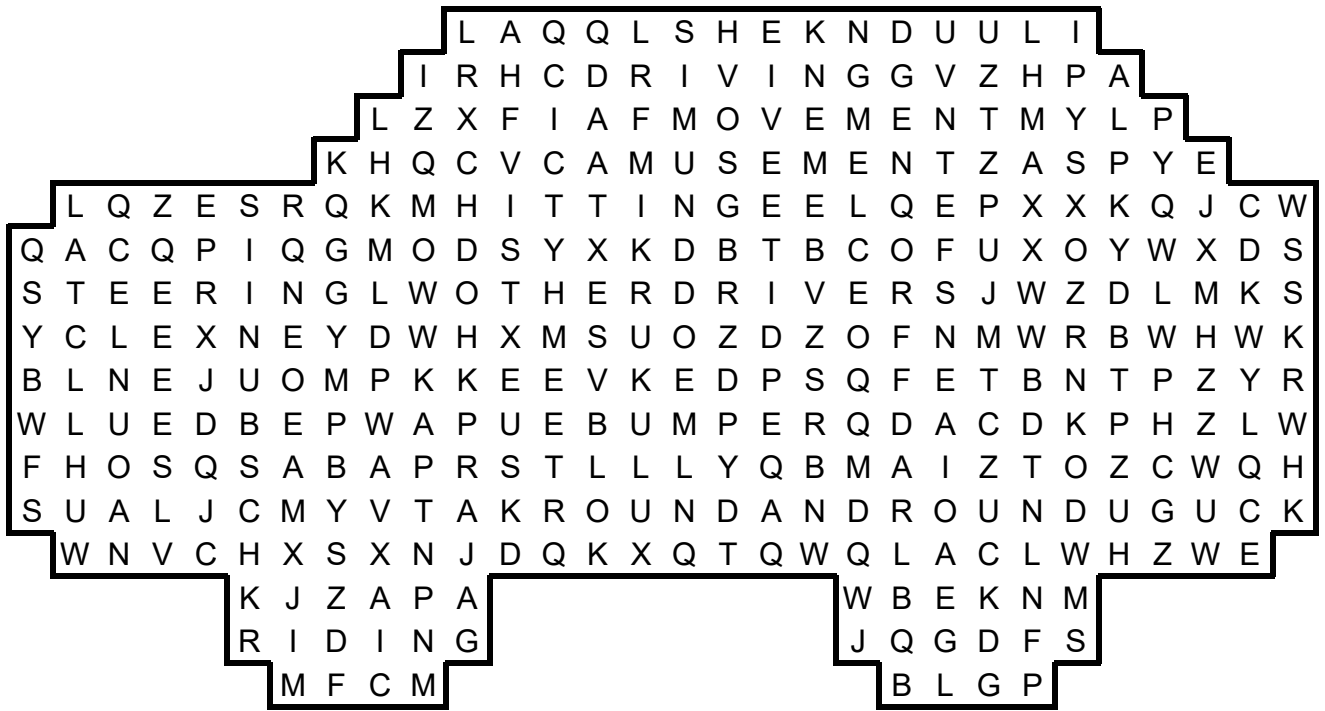 L A Q Q L S H E K N D U U L I
I R H C D R I V I N G G V Z H P A
L Z X F I A F M O V E M E N T M Y L P
K H Q C V C A M U S E M E N T Z A S P Y E
L Q Z E S R Q K M H I T T I N G E E L Q E P X X K Q J C W
Q A C Q P I Q G M O D S Y X K D B T B C O F U X O Y W X D S
S T E E R I N G L W O T H E R D R I V E R S J W Z D L M K S
Y C L E X N E Y D W H X M S U O Z D Z O F N M W R B W H W K
B L N E J U O M P K K E E V K E D P S Q F E T B N T P Z Y R
W L U E D B E P W A P U E B U M P E R Q D A C D K P H Z L W
F H O S Q S A B A P R S T L L L Y Q B M A I Z T O Z C W Q H
S U A L J C M Y V T A K R O U N D A N D R O U N D U G U C K
W N V C H X S X N J D Q K X Q T Q W Q L A C L W H Z W E
K J Z A P A W B E K N M
R I D I N G J Q G D F S
M F C M B L G P